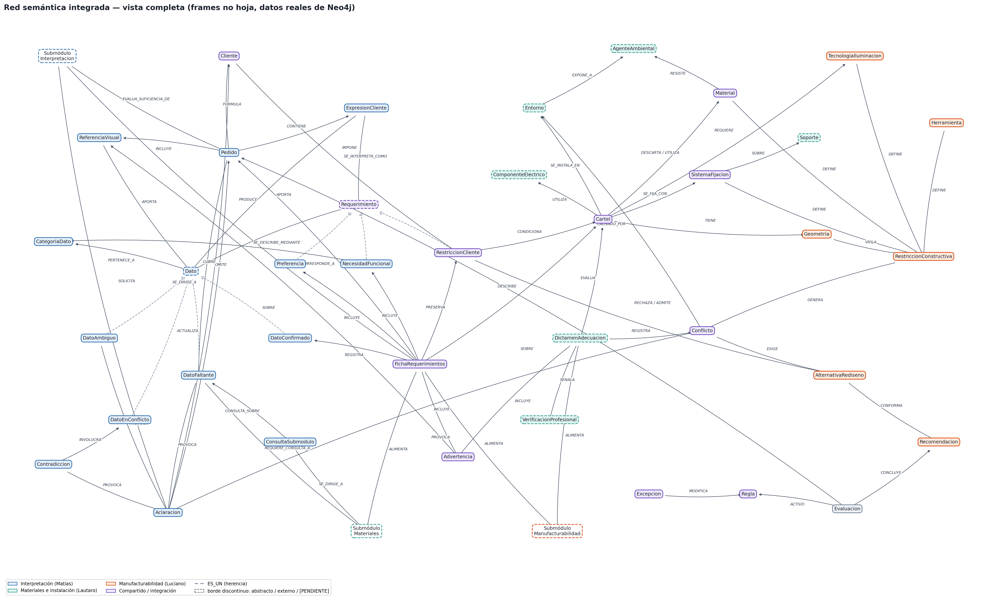 Red semántica integrada — vista completa (frames no hoja, datos reales de Neo4j)
AgenteAmbiental
Submódulo
Interpretacion
Cliente
TecnologiaIluminacion
EXPONE_A
RESISTE
Material
EVALUA_SUFICIENCIA_DE
FORMULA
ExpresionCliente
Entorno
Herramienta
CONTIENE
REQUIERE
ReferenciaVisual
Soporte
INCLUYE
IMPONE
Pedido
DESCARTA / UTILIZA
SOBRE
DEFINE
SE_INTERPRETA_COMO
SE_INSTALA_EN
DEFINE
ComponenteElectrico
SistemaFijacion
DEFINE
APORTA
SE_FIJA_CON
APORTA
PRODUCE
UTILIZA
Requerimiento
DEFINE
Cartel
TIENE
CAUSADO_POR
CONDICIONA
Geometria
CategoriaDato
SE_DESCRIBE_MEDIANTE
VIOLA
RestriccionCliente
RestriccionConstructiva
PERTENECE_A
CUBRE
OMITE
Preferencia
ORRESPONDE_A
NecesidadFuncional
Dato
EVALUA
SOLICITA
SE_DIRIGE_A
DESCRIBE
GENERA
RECHAZA / ADMITE
SOBRE
PRESERVA
INCLUYE
INCLUYE
ACTUALIZA
REGISTRA
Conflicto
DatoAmbiguo
DatoConfirmado
DictamenAdecuacion
SOBRE
EXIGE
REGISTRA
FichaRequerimientos
DatoFaltante
AlternativaRediseno
SENALA
INCLUYE
CONFORMA
INCLUYE
CONSULTA_SOBRE
DatoEnConflicto
VerificacionProfesional
ALIMENTA
PROVOCA
INVOLUCRA
ConsultaSubmodulo
Recomendacion
PROVOCA
ALIMENTA
REQUIERE_CONSULTA_A
ALIMENTA
Advertencia
Contradiccion
CONCLUYE
PROVOCA
SE_DIRIGE_A
MODIFICA
Excepcion
Regla
ACTIVO
Evaluacion
Aclaracion
Submódulo
Materiales
Submódulo
Manufacturabilidad
Interpretación (Matías)
Materiales e instalación (Lautaro)
Manufacturabilidad (Luciano)
Compartido / integración
ES_UN (herencia)
borde discontinuo: abstracto / externo / [PENDIENTE]